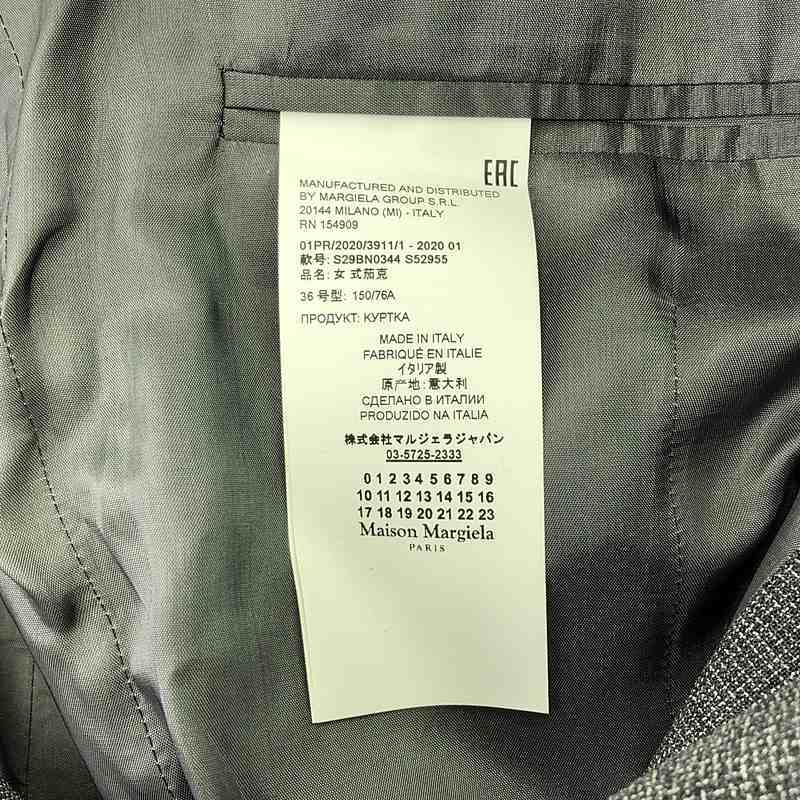 EAC
MANUFACTURED AND DISTRIBUTED
BY MARGIELA GROUP S.R.L.
20144 MILANO (MI) - ITALY
RN 154909
01PR/2020/3911/1 - 2020 01
款号: S29BN0344 S52955
品名: 女 式茄克
36 号型: 150/76A
ПРОДУКТ: КУРТКА
MADE IN ITALY
FABRIQUÉ EN ITALIE
イタリア製
原产地: 意大利
СДЕЛАНО В ИТАЛИИ
PRODUZIDO NA ITALIA
株式会社マルジェラジャパン
03-5725-2333
0 1 2 3 4 5 6 7 8 9
10 11 12 13 14 15 16
17 18 19 20 21 22 23
Maison Margiela
PARIS